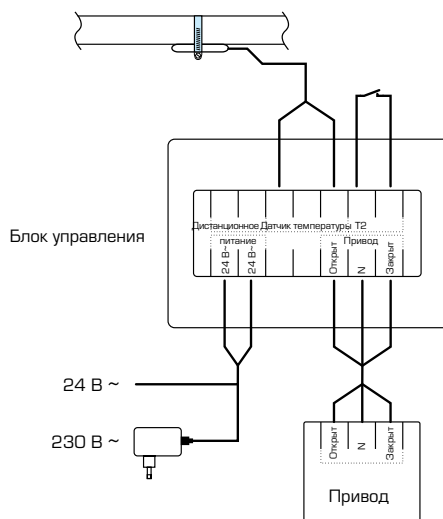 Дистанционное Датчик температуры T2
питание
Привод
24 В~
24 В~
Открыт
N
Закрыт
Блок управления
24 В ~
230 В ~
Открыт
N
Закрыт
Привод